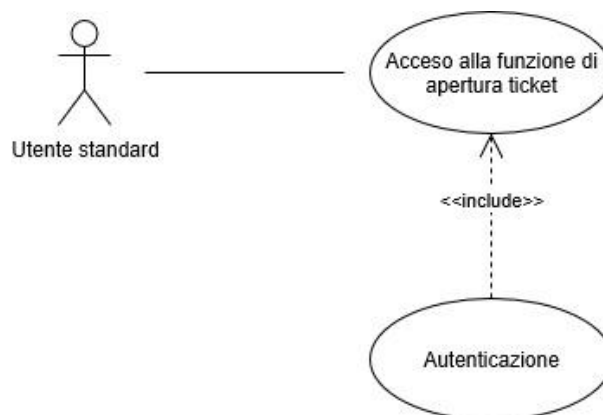 Acceso alla funzione di
apertura ticket
Utente standard
<<include>>
Autenticazione